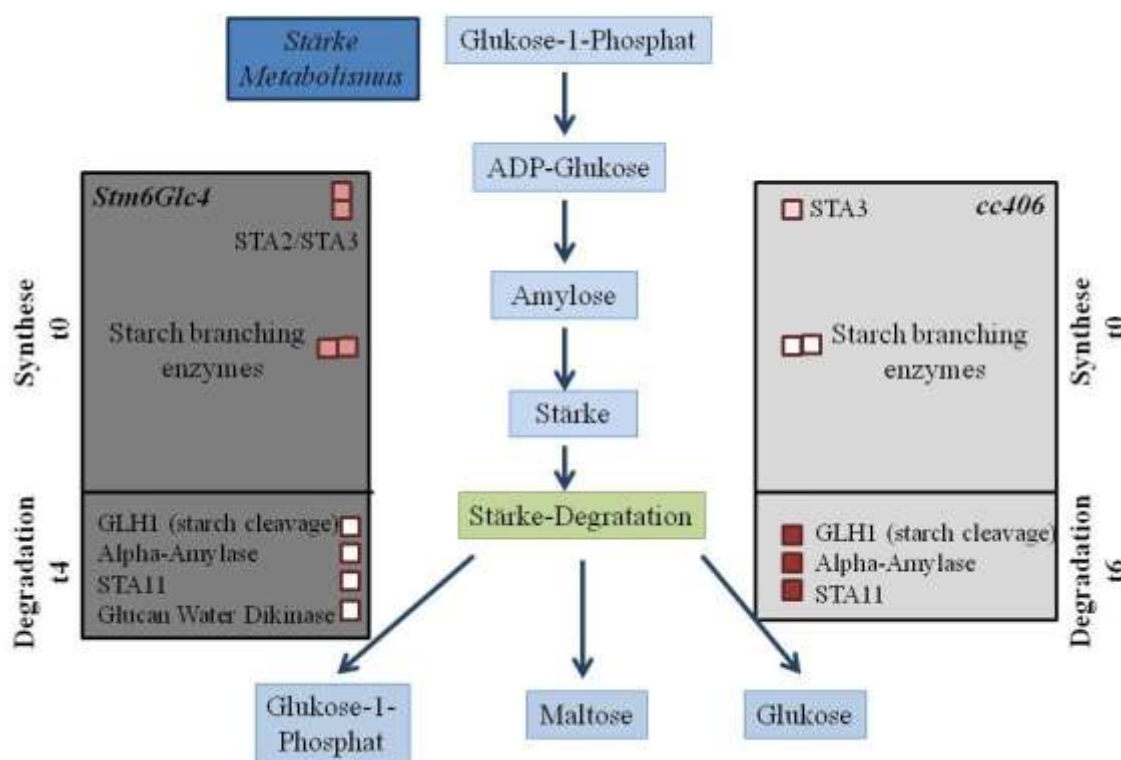 Stärke
Metabolismus
Glukose-1-Phosphat
ADP-Glukose
Amylose
Stärke
Stärke-Degratation
Glukose-1-
Phosphat
Maltose
Glukose
Synthese
t0
Degradation
t4
Stm6Glc4
STA2/STA3
Starch branching
enzymes
GLH1 (starch cleavage)
Alpha-Amylase
STA11
Glucan Water Dikinase
cc406
STA3
Starch branching
enzymes
GLH1 (starch cleavage)
Alpha-Amylase
STA11
Synthese
t0
Degradation
t6